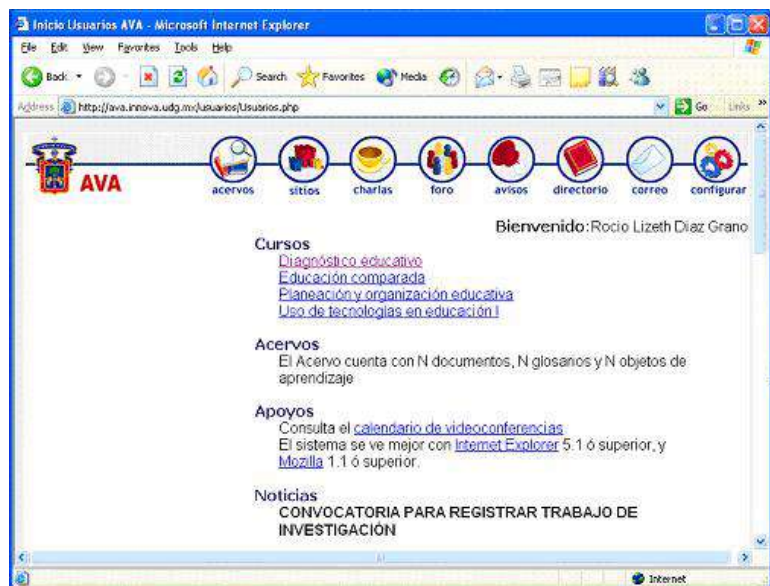 Inicio Usuarios AVA - Microsoft Internet Explorer
File Edit View Favorites Tools Help
Back Search Favorites Media
Address http://ava.innova.udg.mx/usuarios/Usuarios.php Go Links »
AVA
acervos sitios charlas foro avisos directorio correo configurar
Bienvenido:Rocio Lizeth Diaz Grano
Cursos
Diagnóstico educativo
Educación comparada
Planeación y organización educativa
Uso de tecnologías en educación I
Acervos
El Acervo cuenta con N documentos, N glosarios y N objetos de
aprendizaje
Apoyos
Consulta el calendario de videoconferencias
El sistema se ve mejor con Internet Explorer 5.1 ó superior, y
Mozilla 1.1 ó superior.
Noticias
CONVOCATORIA PARA REGISTRAR TRABAJO DE
INVESTIGACIÓN
Internet